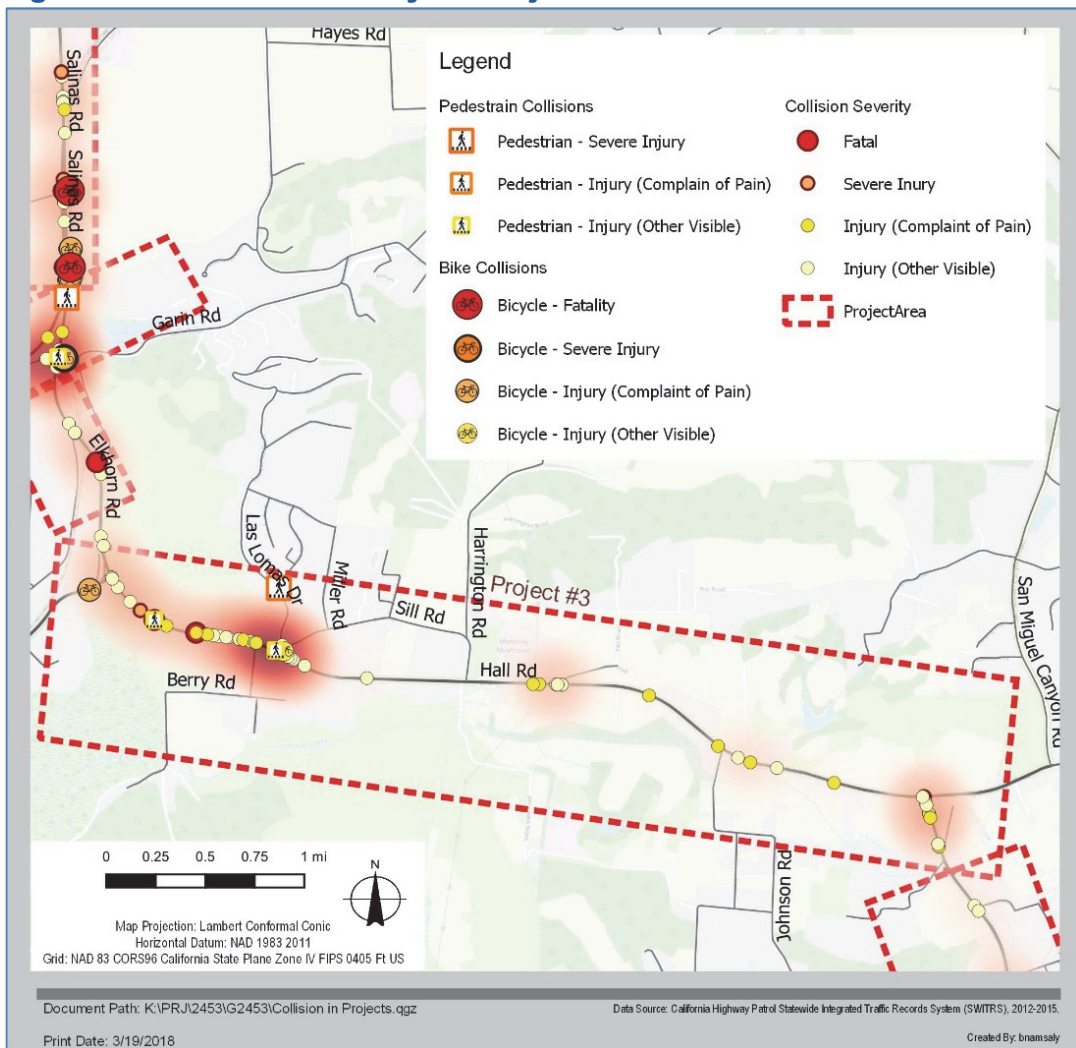 Hayes Rd
Salinas Rd
Salinas Rd
Garin Rd
Elkhorn Rd
Las Lomas Dr
Miller Rd
Harrington Rd
Sill Rd
Project #3
Hall Rd
Berry Rd
Johnson Rd
San Miguel Canyon Rd
Legend
Pedestrain Collisions
Pedestrian - Severe Injury
Pedestrian - Injury (Complain of Pain)
Pedestrian - Injury (Other Visible)
Bike Collisions
Bicycle - Fatality
Bicycle - Severe Injury
Bicycle - Injury (Complaint of Pain)
Bicycle - Injury (Other Visible)
Collision Severity
Fatal
Severe Inury
Injury (Complaint of Pain)
Injury (Other Visible)
ProjectArea
0 0.25 0.5 0.75 1 mi
N
Map Projection: Lambert Conformal Conic
Horizontal Datum: NAD 1983 2011
Grid: NAD 83 CORS96 California State Plane Zone IV FIPS 0405 Ft US
Document Path: K:\PRJ\2453\G2453\Collision in Projects.qgz
Data Source: California Highway Patrol Statewide Integrated Traffic Records System (SWITRS), 2012-2015.
Print Date: 3/19/2018
Created By: bnamsaly